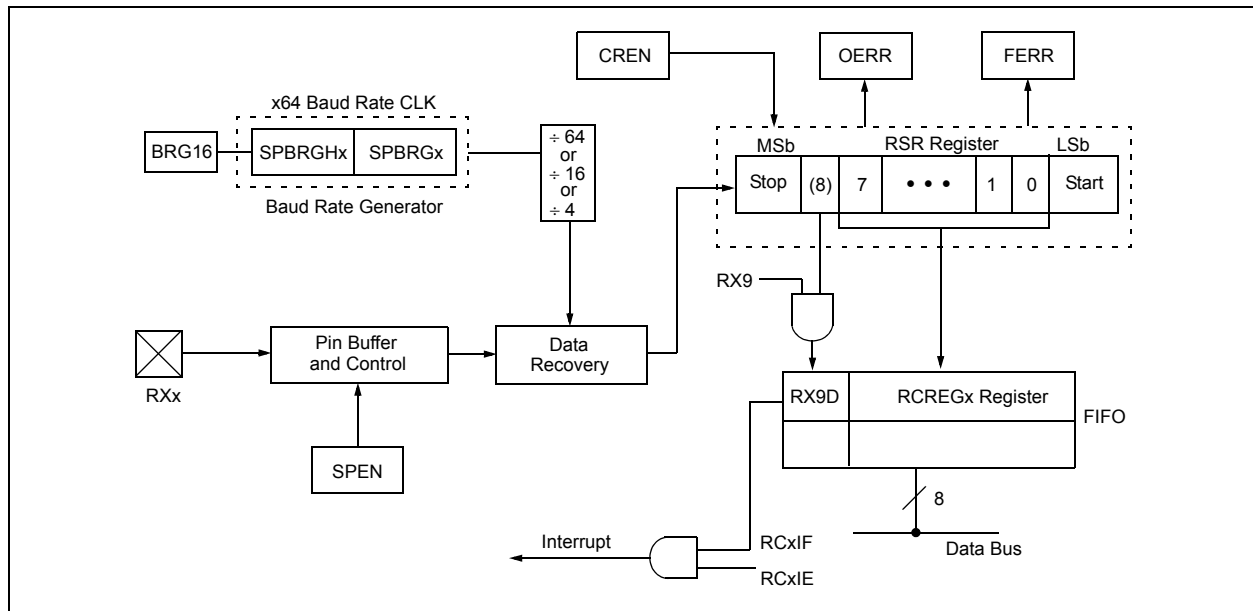 CREN
OERR
FERR
x64 Baud Rate CLK
BRG16
SPBRGHx
SPBRGx
Baud Rate Generator
÷ 64
or
÷ 16
or
÷ 4
MSb
RSR Register
LSb
Stop
(8)
7
• • •
1
0
Start
RX9
RXx
Pin Buffer
and Control
Data
Recovery
SPEN
RX9D
RCREGx Register
FIFO
8
Data Bus
Interrupt
RCxIF
RCxIE